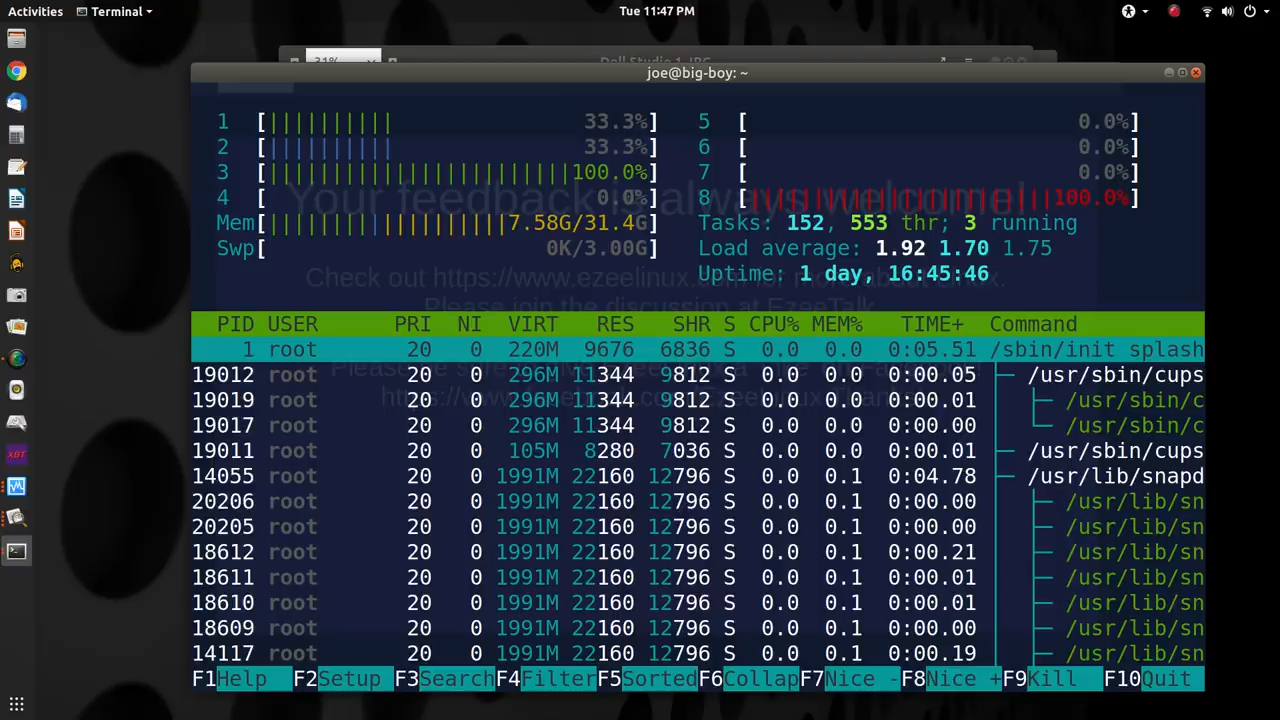 Activities Terminal Tue 11:47 PM
31%
Dell Studio 1.JPG
joe@big-boy: ~
1 [|||||||||| 33.3%] 5 [ 0.0%]
2 [|||||||||| 33.3%] 6 [ 0.0%]
3 [|||||||||||||||||||||||||100.0%] 7 [ 0.0%]
4 [ 0.0%] 8 [|||||||||||||||||||||||||100.0%]
Your feedback is always welcome!
Mem[|||||||||||||||||||7.58G/31.4G] Tasks: 152, 553 thr; 3 running
Swp[ 0K/3.00G] Load average: 1.92 1.70 1.75
Uptime: 1 day, 16:45:46
Check out https://www.ezeelinux.com for more about Linux.
Please join the discussion at EzeeTalk
PID USER PRI NI VIRT RES SHR S CPU% MEM% TIME+ Command
1 root 20 0 220M 9676 6836 S 0.0 0.0 0:05.51 /sbin/init splash
19012 root 20 0 296M 11344 9812 S 0.0 0.0 0:00.05 ├─ /usr/sbin/cups
19019 root 20 0 296M 11344 9812 S 0.0 0.0 0:00.01 │ ├─ /usr/sbin/c
19017 root 20 0 296M 11344 9812 S 0.0 0.0 0:00.00 │ └─ /usr/sbin/c
19011 root 20 0 105M 8280 7036 S 0.0 0.0 0:00.01 ├─ /usr/sbin/cups
14055 root 20 0 1991M 22160 12796 S 0.0 0.1 0:04.78 ├─ /usr/lib/snapd
20206 root 20 0 1991M 22160 12796 S 0.0 0.1 0:00.00 │ ├─ /usr/lib/sn
20205 root 20 0 1991M 22160 12796 S 0.0 0.1 0:00.00 │ ├─ /usr/lib/sn
18612 root 20 0 1991M 22160 12796 S 0.0 0.1 0:00.21 │ ├─ /usr/lib/sn
18611 root 20 0 1991M 22160 12796 S 0.0 0.1 0:00.01 │ ├─ /usr/lib/sn
18610 root 20 0 1991M 22160 12796 S 0.0 0.1 0:00.01 │ ├─ /usr/lib/sn
18609 root 20 0 1991M 22160 12796 S 0.0 0.1 0:00.00 │ ├─ /usr/lib/sn
14117 root 20 0 1991M 22160 12796 S 0.0 0.1 0:00.19 │ ├─ /usr/lib/sn
F1Help F2Setup F3SearchF4FilterF5SortedF6CollapF7Nice -F8Nice +F9Kill F10Quit
XBT